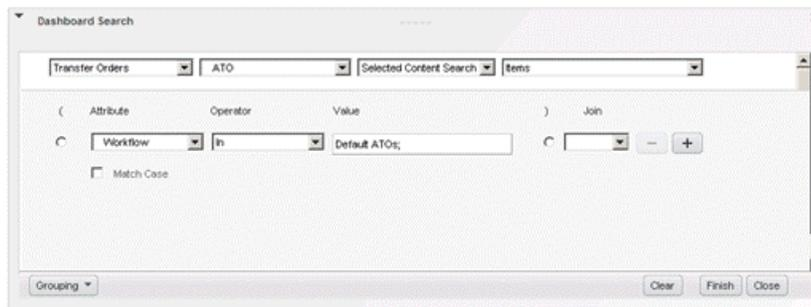 Dashboard Search
Transfer Orders ATO Selected Content Search Items
( Attribute Operator Value ) Join
Workflow In Default ATOs; − +
Match Case
Grouping Clear Finish Close